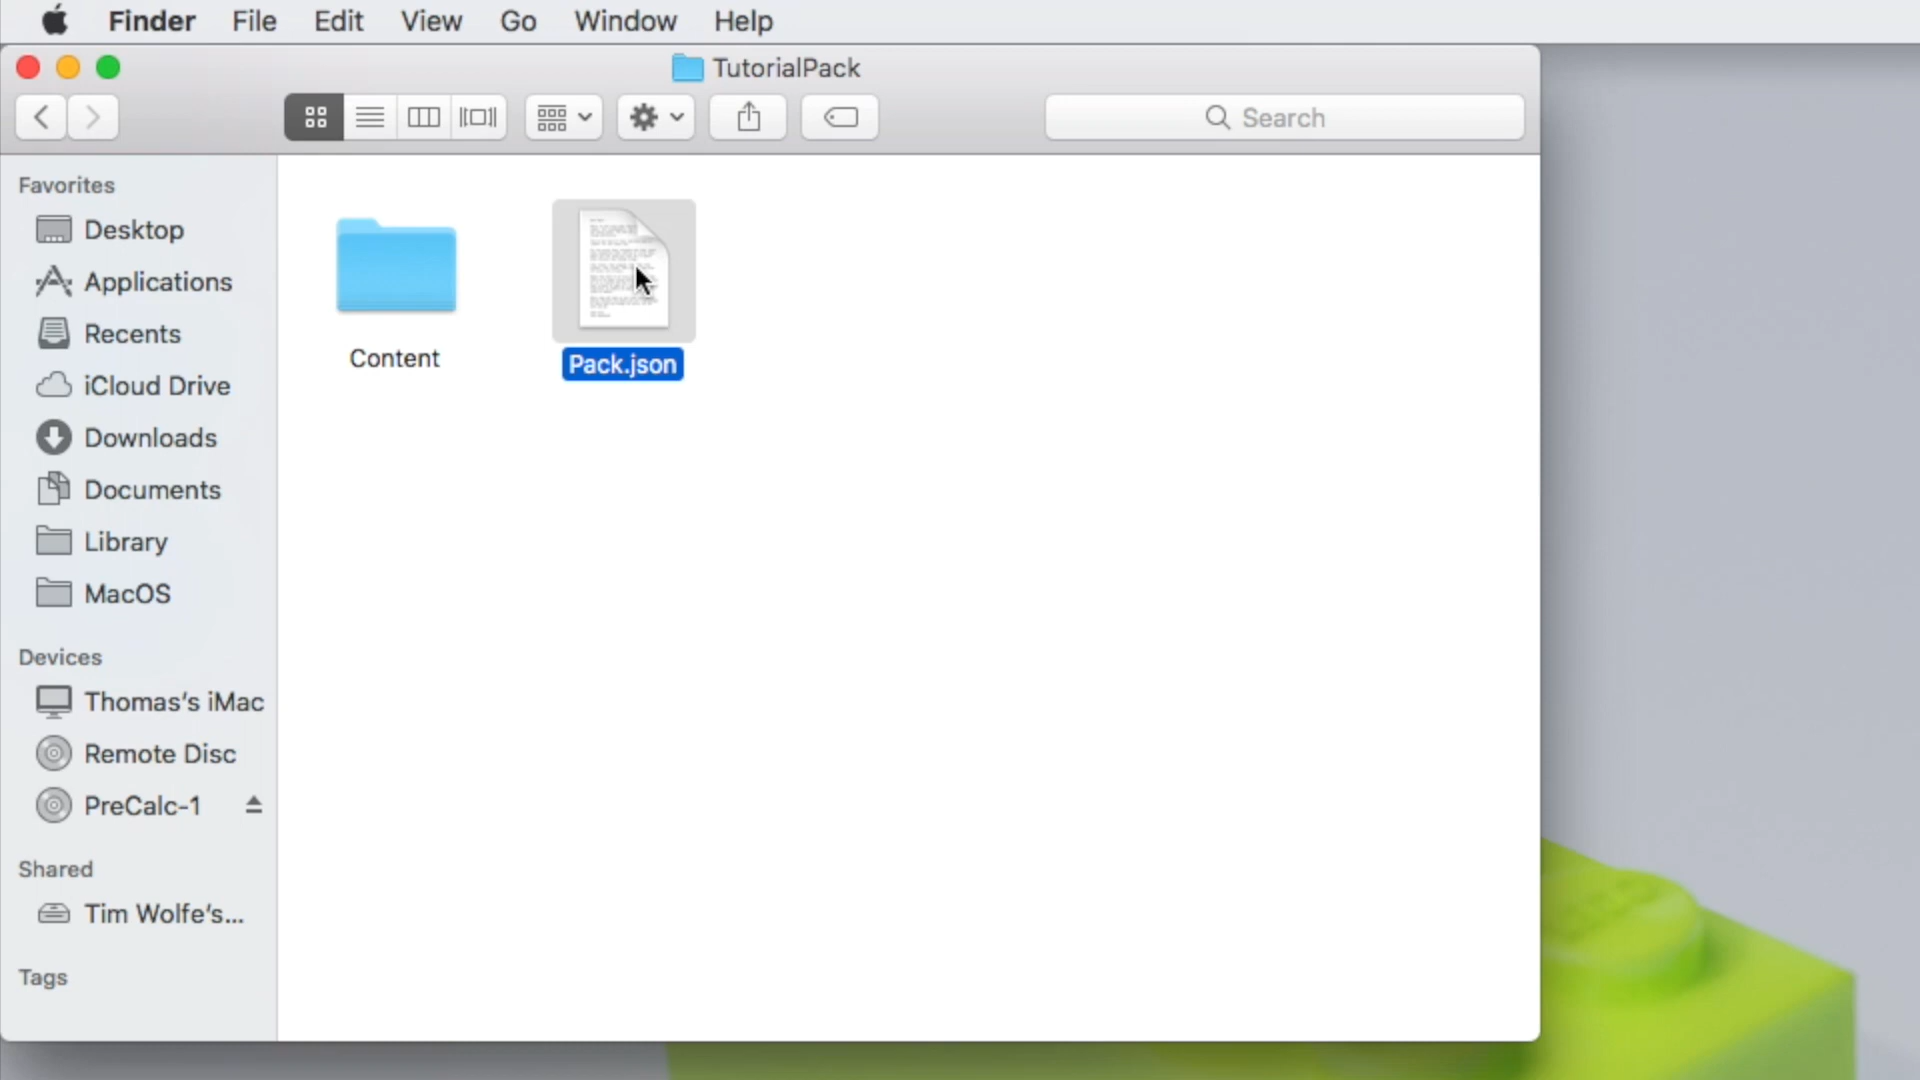 Finder File Edit View Go Window Help
TutorialPack
Search
Favorites
Desktop
Applications
Recents
iCloud Drive
Downloads
Documents
Library
MacOS
Devices
Thomas's iMac
Remote Disc
PreCalc-1
Shared
Tim Wolfe's...
Tags
Content
Pack.json